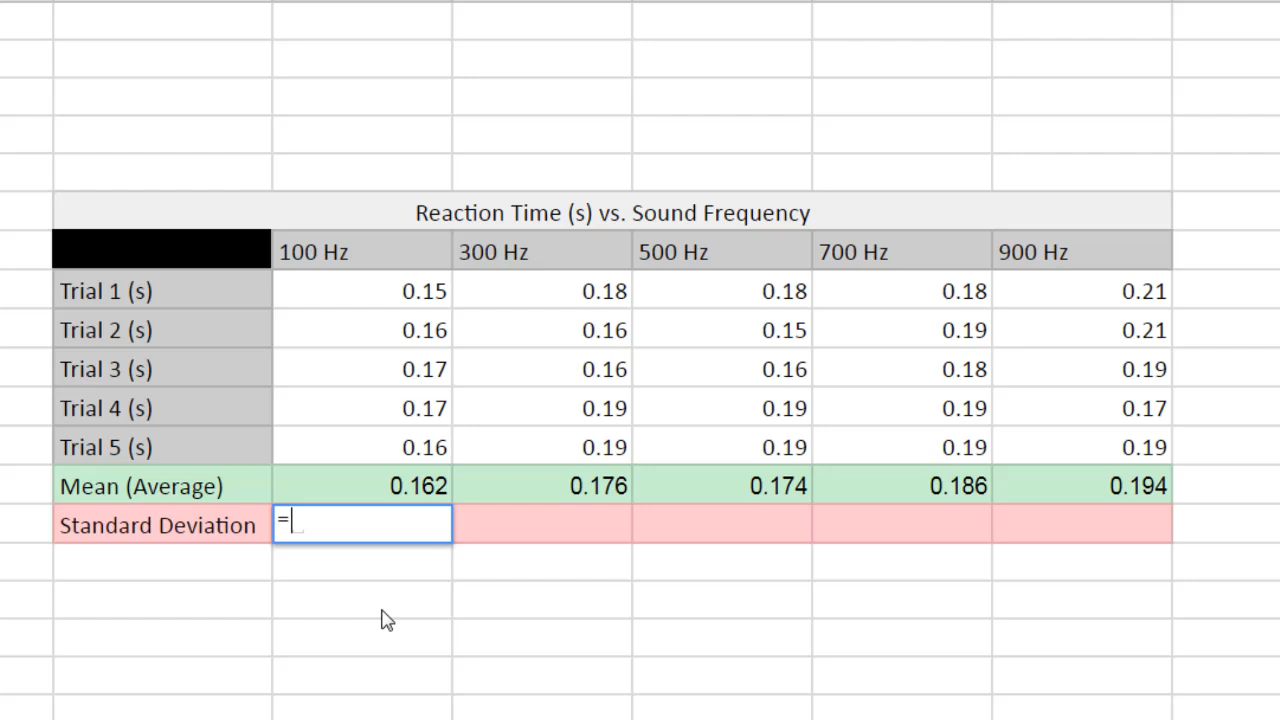 Reaction Time (s) vs. Sound Frequency
100 Hz 300 Hz 500 Hz 700 Hz 900 Hz
Trial 1 (s) 0.15 0.18 0.18 0.18 0.21
Trial 2 (s) 0.16 0.16 0.15 0.19 0.21
Trial 3 (s) 0.17 0.16 0.16 0.18 0.19
Trial 4 (s) 0.17 0.19 0.19 0.19 0.17
Trial 5 (s) 0.16 0.19 0.19 0.19 0.19
Mean (Average) 0.162 0.176 0.174 0.186 0.194
Standard Deviation =